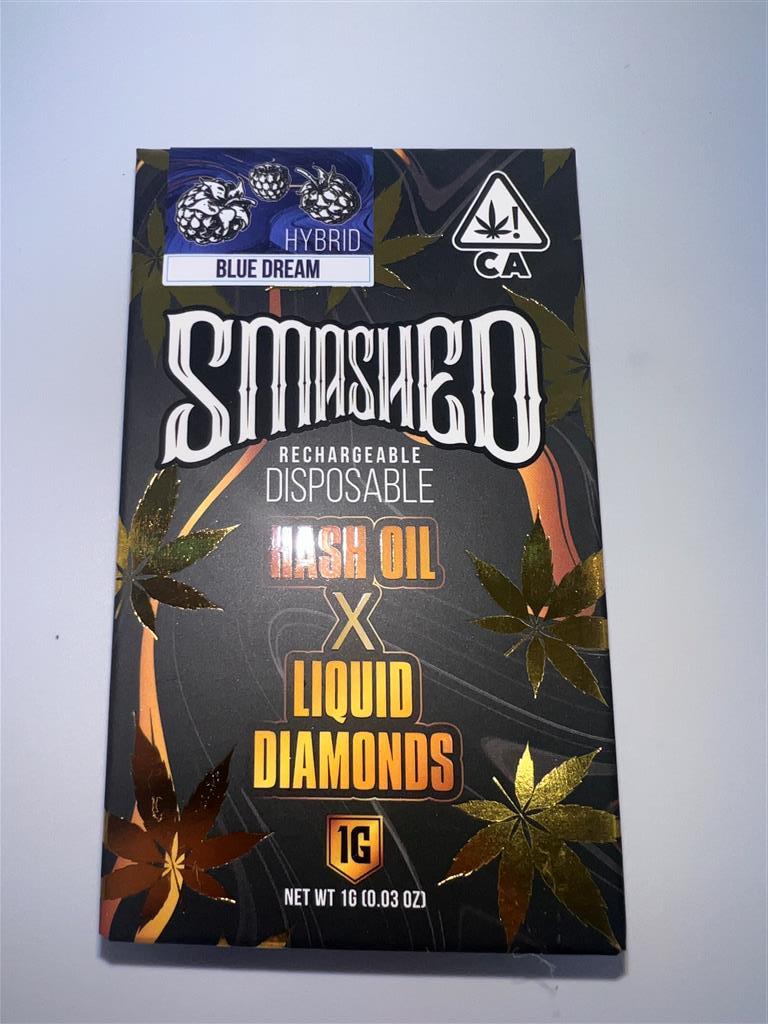 HYBRID
BLUE DREAM
!
CA
SMASHED
RECHARGEABLE
DISPOSABLE
HASH OIL
X
LIQUID
DIAMONDS
1G
NET WT 1G (0.03 OZ)